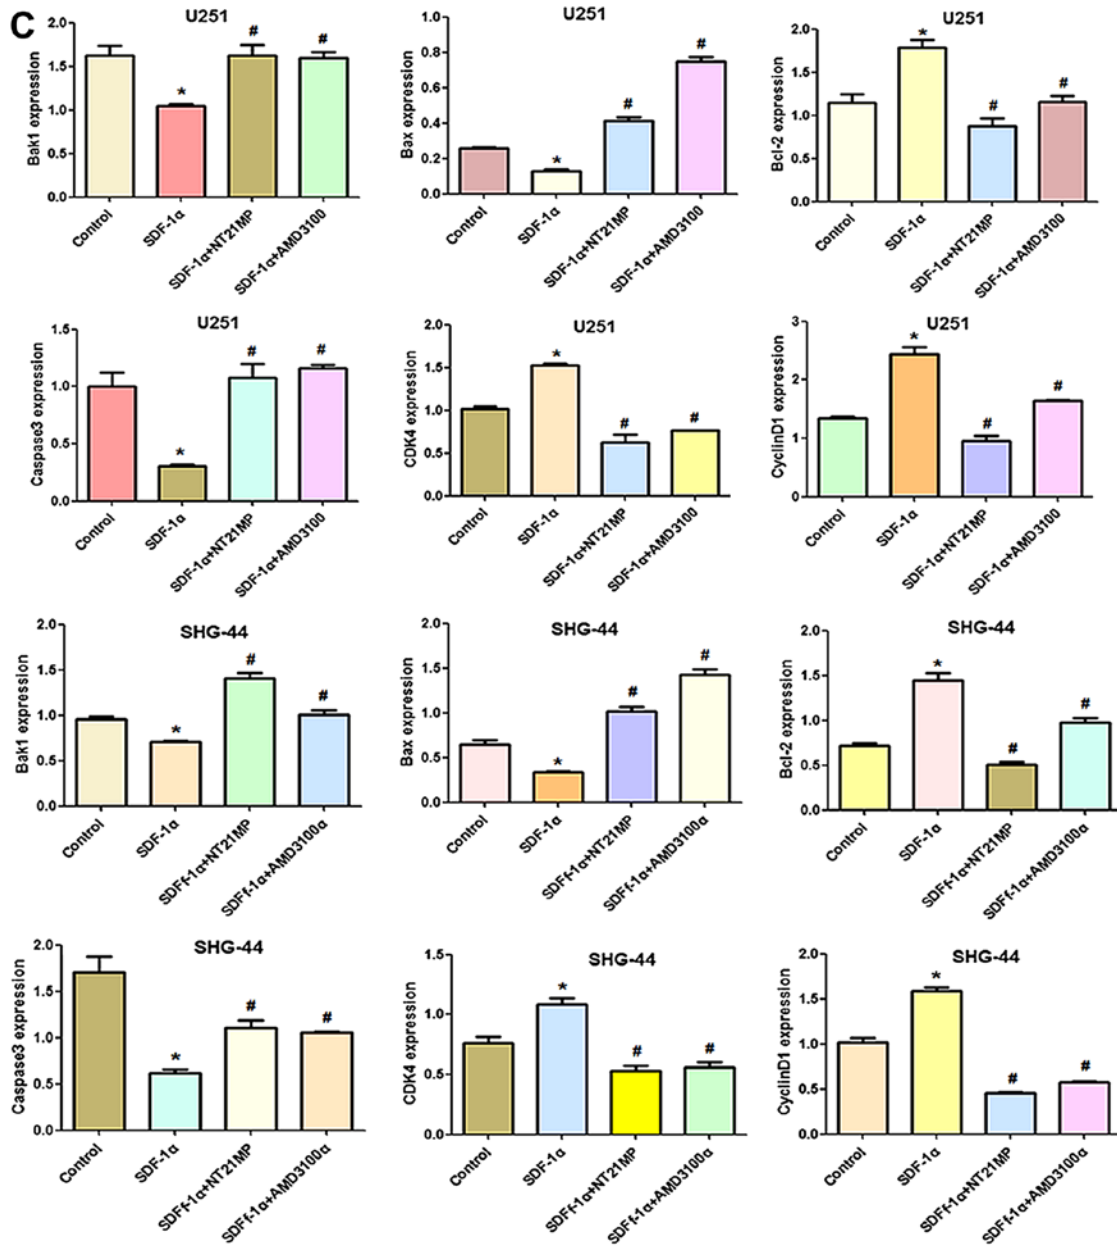 C
U251
Bak1 expression
2.0
1.5
1.0
0.5
0.0
*
#
#
Control
SDF-1α
SDF-1α+NT21MP
SDF-1α+AMD3100
U251
Bax expression
0.8
0.6
0.4
0.2
0.0
*
#
#
Control
SDF-1α
SDF-1α+NT21MP
SDF-1α+AMD3100
U251
Bcl-2 expression
2.0
1.5
1.0
0.5
0.0
*
#
#
Control
SDF-1α
SDF-1α+NT21MP
SDF-1α+AMD3100
U251
Caspase3 expression
1.5
1.0
0.5
0.0
*
#
#
Control
SDF-1α
SDF-1α+NT21MP
SDF-1α+AMD3100
U251
CDK4 expression
2.0
1.5
1.0
0.5
0.0
*
#
#
Control
SDF-1α
SDF-1α+NT21MP
SDF-1α+AMD3100
U251
CyclinD1 expression
3
2
1
0
*
#
#
Control
SDF-1α
SDF-1α+NT21MP
SDF-1α+AMD3100
SHG-44
Bak1 expression
2.0
1.5
1.0
0.5
0.0
*
#
#
Control
SDF-1α
SDFf-1α+NT21MP
SDFf-1α+AMD3100α
SHG-44
Bax expression
2.0
1.5
1.0
0.5
0.0
*
#
#
Control
SDF-1α
SDFf-1α+NT21MP
SDFf-1α+AMD3100α
SHG-44
Bcl-2 expression
2.0
1.5
1.0
0.5
0.0
*
#
#
Control
SDF-1α
SDFf-1α+NT21MP
SDFf-1α+AMD3100α
SHG-44
Caspase3 expression
2.0
1.5
1.0
0.5
0.0
*
#
#
Control
SDF-1α
SDFf-1α+NT21MP
SDFf-1α+AMD3100α
SHG-44
CDK4 expression
1.5
1.0
0.5
0.0
*
#
#
Control
SDF-1α
SDFf-1α+NT21MP
SDFf-1α+AMD3100α
SHG-44
CyclinD1 expression
2.0
1.5
1.0
0.5
0.0
*
#
#
Control
SDF-1α
SDFf-1α+NT21MP
SDFf-1α+AMD3100α